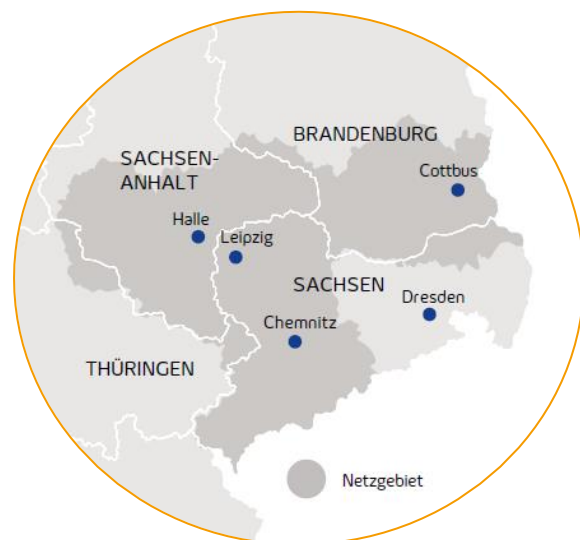 BRANDENBURG
SACHSEN-
ANHALT
Cottbus
Halle
Leipzig
SACHSEN
Dresden
Chemnitz
THÜRINGEN
Netzgebiet